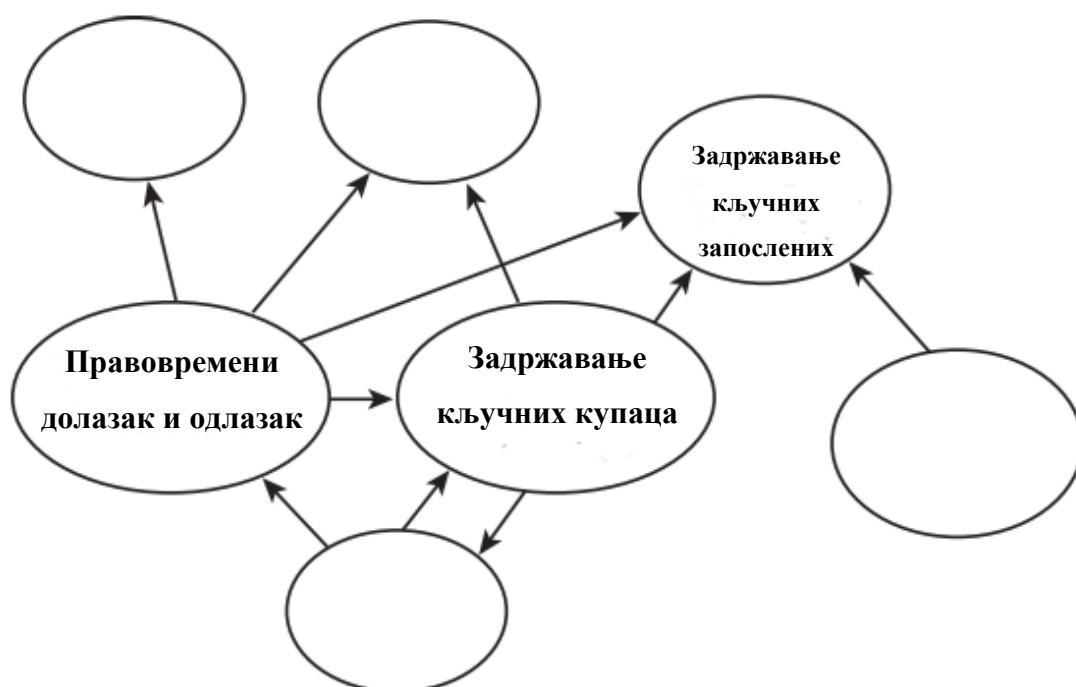 Задржавање
кључних
запослених
Правовремени
долазак и одлазак
Задржавање
кључних купаца